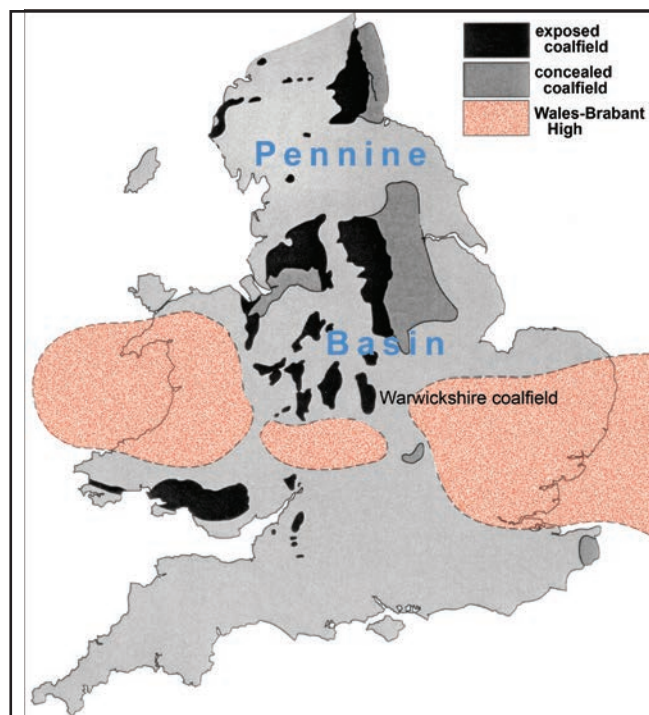 exposed
coalfield
concealed
coalfield
Wales-Brabant
High
Pennine
Basin
Warwickshire coalfield